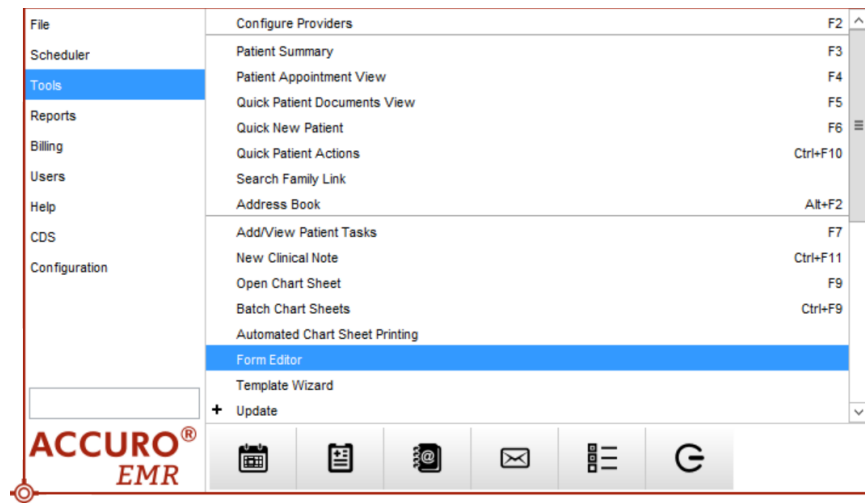 File
Scheduler
Tools
Reports
Billing
Users
Help
CDS
Configuration
Configure Providers F2
Patient Summary F3
Patient Appointment View F4
Quick Patient Documents View F5
Quick New Patient F6
Quick Patient Actions Ctrl+F10
Search Family Link
Address Book Alt+F2
Add/View Patient Tasks F7
New Clinical Note Ctrl+F11
Open Chart Sheet F9
Batch Chart Sheets Ctrl+F9
Automated Chart Sheet Printing
Form Editor
Template Wizard
+ Update
ACCURO®
EMR